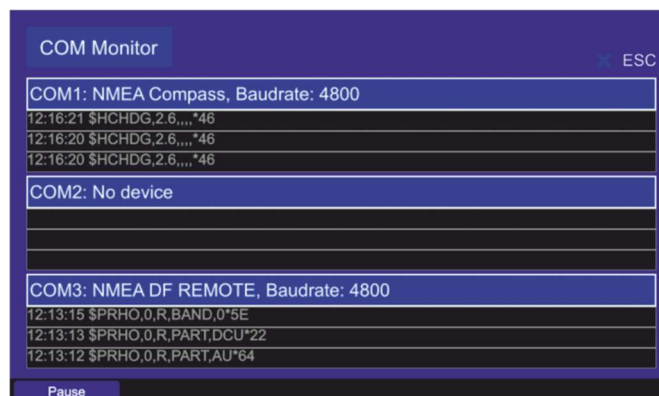 COM Monitor
ESC
COM1: NMEA Compass, Baudrate: 4800
12:16:21 $HCHDG,2.6,,,,*46
12:16:20 $HCHDG,2.6,,,,*46
12:16:20 $HCHDG,2.6,,,,*46
COM2: No device
COM3: NMEA DF REMOTE, Baudrate: 4800
12:13:15 $PRHO,0,R,BAND,0*5E
12:13:13 $PRHO,0,R,PART,DCU*22
12:13:12 $PRHO,0,R,PART,AU*64
Pause